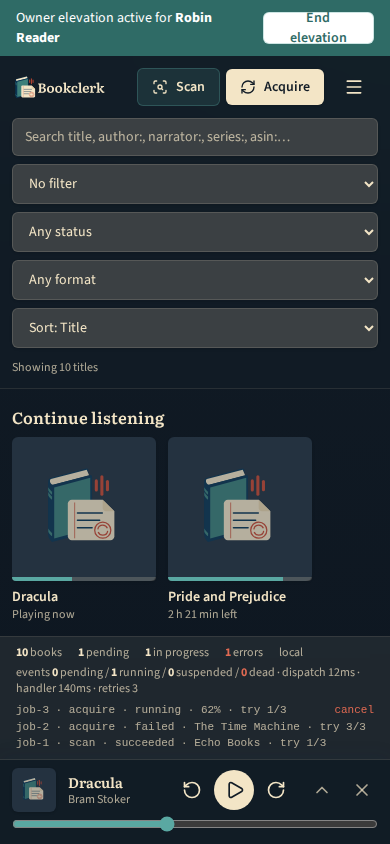 Owner elevation active for Robin
Reader
End
elevation
Bookclerk
Scan
Acquire
Search title, author:, narrator:, series:, asin:…
No filter
Any status
Any format
Sort: Title
Showing 10 titles
Continue listening
Dracula
Playing now
Pride and Prejudice
2 h 21 min left
10 books 1 pending 1 in progress 1 errors local
events 0 pending / 1 running / 0 suspended / 0 dead · dispatch 12ms ·
handler 140ms · retries 3
job-3 · acquire · running · 62% · try 1/3 cancel
job-2 · acquire · failed · The Time Machine · try 3/3
job-1 · scan · succeeded · Echo Books · try 1/3
Dracula
Bram Stoker